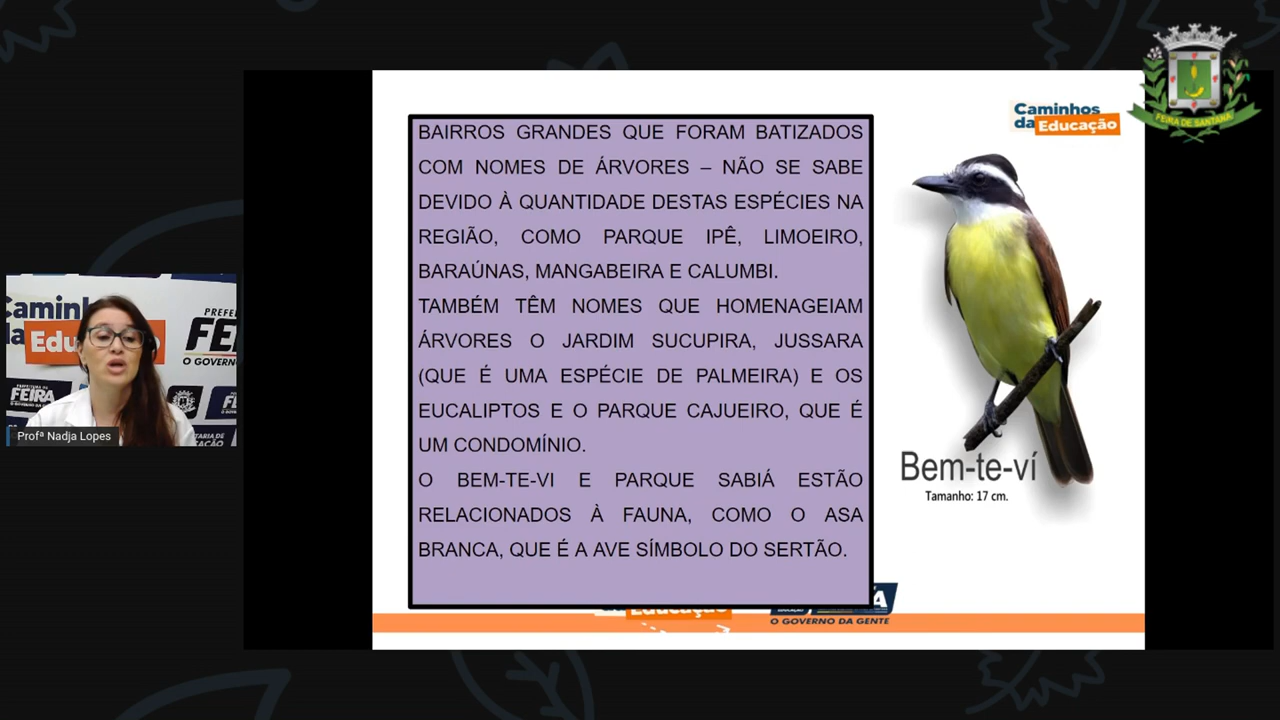 FEIRA DE SANTANA
Caminhos
da Educação
BAIRROS GRANDES QUE FORAM BATIZADOS
COM NOMES DE ÁRVORES – NÃO SE SABE
DEVIDO À QUANTIDADE DESTAS ESPÉCIES NA
REGIÃO, COMO PARQUE IPÊ, LIMOEIRO,
BARAÚNAS, MANGABEIRA E CALUMBI.
TAMBÉM TÊM NOMES QUE HOMENAGEIAM
ÁRVORES O JARDIM SUCUPIRA, JUSSARA
(QUE É UMA ESPÉCIE DE PALMEIRA) E OS
EUCALIPTOS E O PARQUE CAJUEIRO, QUE É
UM CONDOMÍNIO.
O BEM-TE-VI E PARQUE SABIÁ ESTÃO
RELACIONADOS À FAUNA, COMO O ASA
BRANCA, QUE É A AVE SÍMBOLO DO SERTÃO.
Bem-te-ví
Tamanho: 17 cm.
O GOVERNO DA GENTE
Profª Nadja Lopes
FEIRA